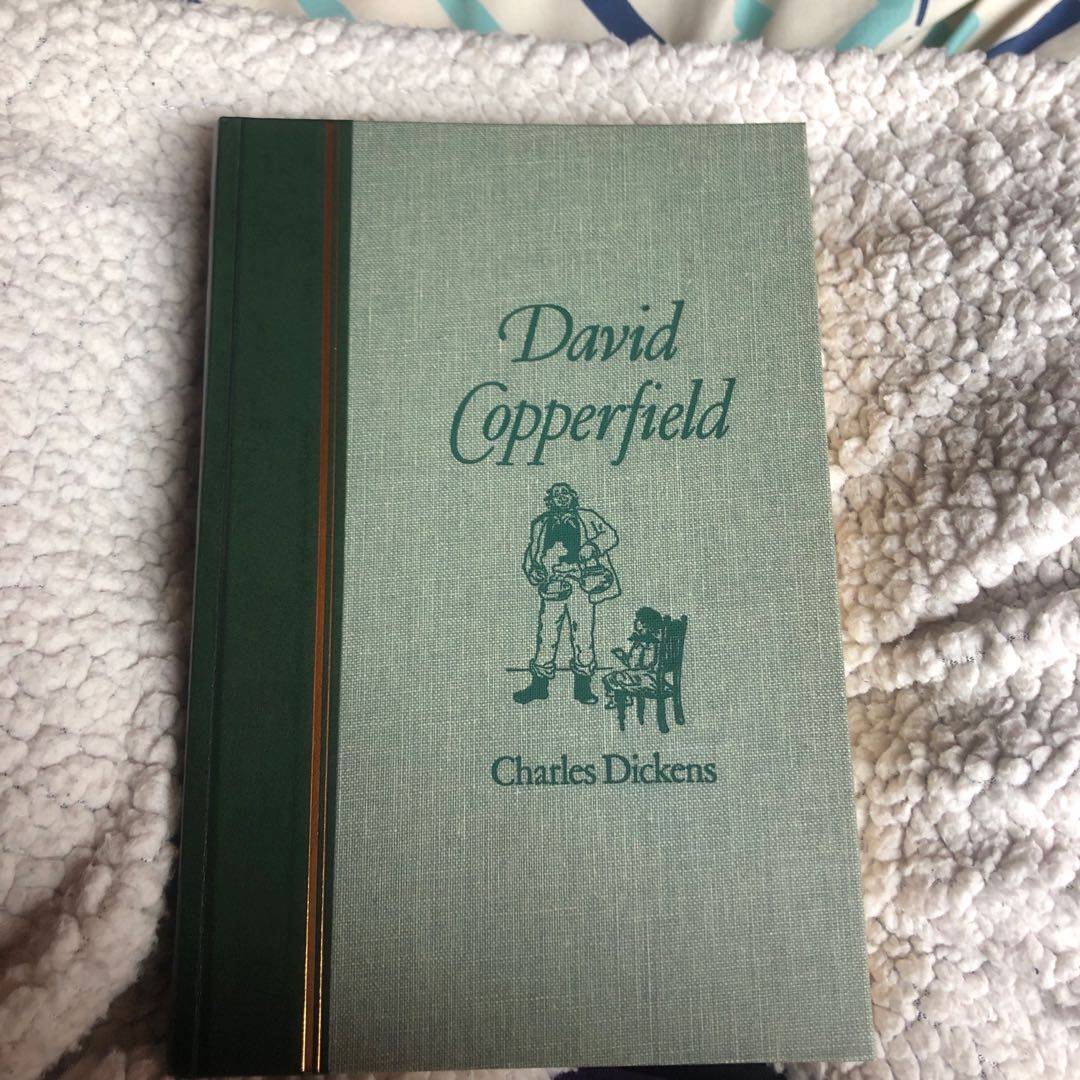 David
Copperfield
Charles Dickens